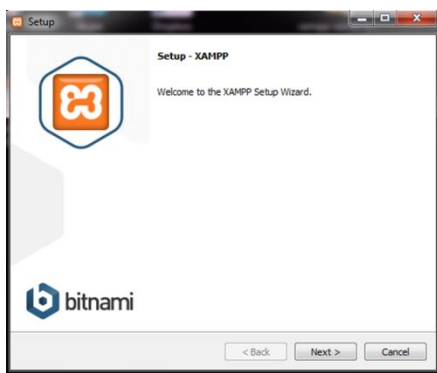 Setup
Setup - XAMPP
Welcome to the XAMPP Setup Wizard.
bitnami
< Back
Next >
Cancel